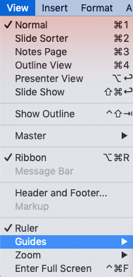 View Insert Format A
✓ Normal ⌘1
Slide Sorter ⌘2
Notes Page ⌘3
Outline View ⌘4
Presenter View ⌥↩
Slide Show ⇧⌘↩
Show Outline ^⇧⌘
Master ▶
✓ Ribbon ⌥⌘R
Message Bar
Header and Footer...
Markup
✓ Ruler
Guides ▶
Zoom ▶
Enter Full Screen ^⌘F